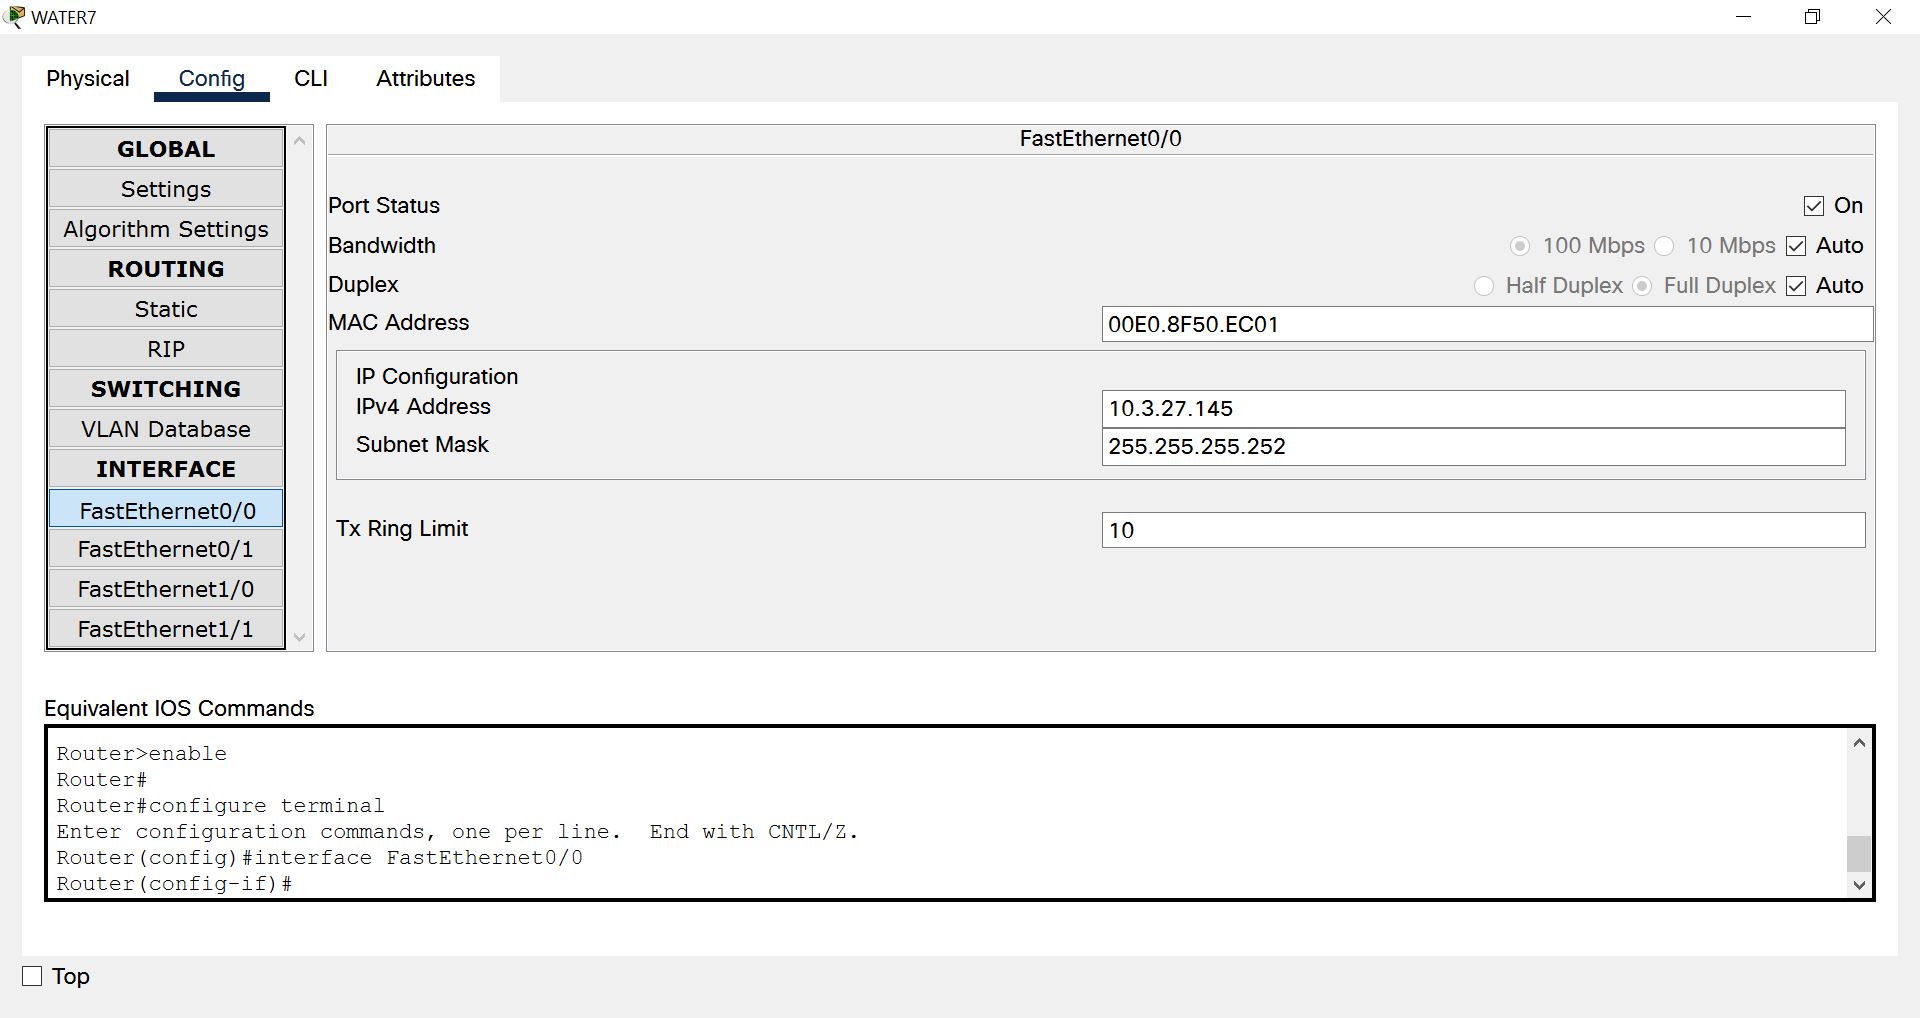 WATER7
Physical Config CLI Attributes
GLOBAL
Settings
Algorithm Settings
ROUTING
Static
RIP
SWITCHING
VLAN Database
INTERFACE
FastEthernet0/0
FastEthernet0/1
FastEthernet1/0
FastEthernet1/1
FastEthernet0/0
Port Status On
Bandwidth 100 Mbps 10 Mbps Auto
Duplex Half Duplex Full Duplex Auto
MAC Address 00E0.8F50.EC01
IP Configuration
IPv4 Address 10.3.27.145
Subnet Mask 255.255.255.252
Tx Ring Limit 10
Equivalent IOS Commands
Router>enable
Router#
Router#configure terminal
Enter configuration commands, one per line.  End with CNTL/Z.
Router(config)#interface FastEthernet0/0
Router(config-if)#
Top